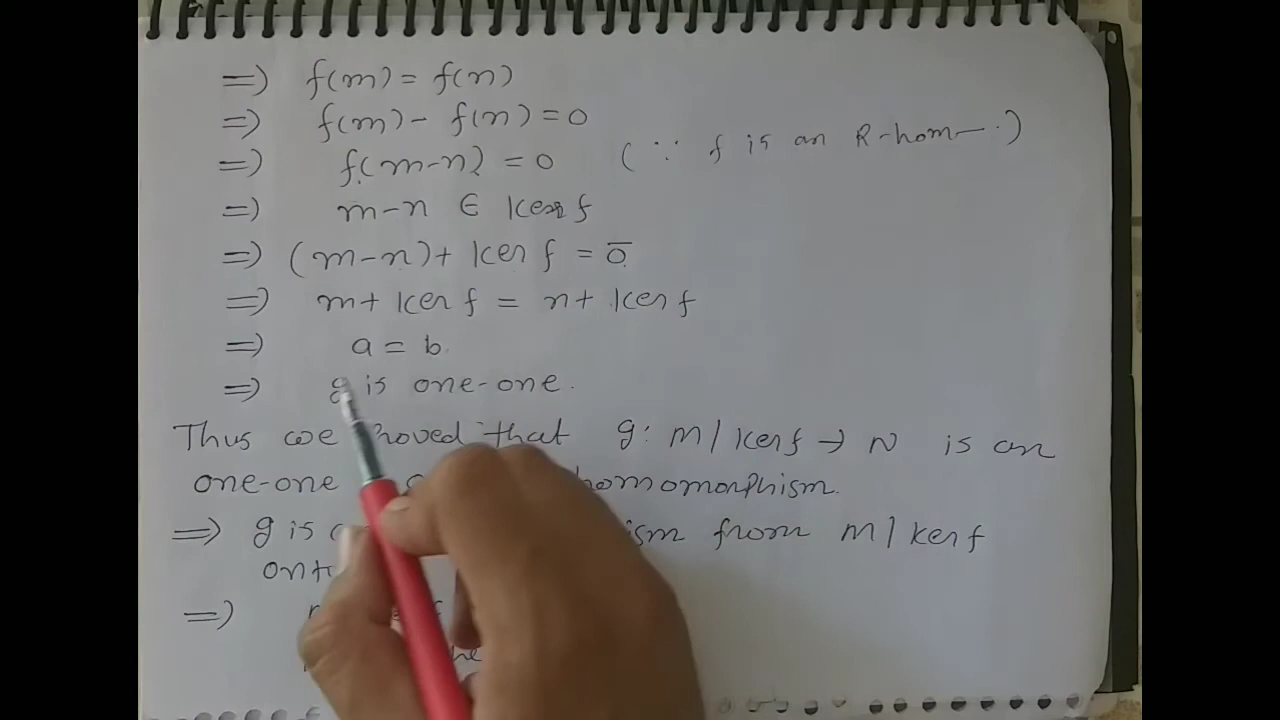 => f(m) = f(n)
=> f(m) - f(n) = 0
=> f(m-n) = 0 (∵ f is an R-hom—.)
=> m-n ∈ Ker f
=> (m-n) + Ker f = 0̅
=> m + Ker f = n + Ker f
=> a = b.
=> g is one-one.
Thus we proved that g: M/Ker f → N is an
one-one homomorphism.
=> g is from M/Ker f
=>